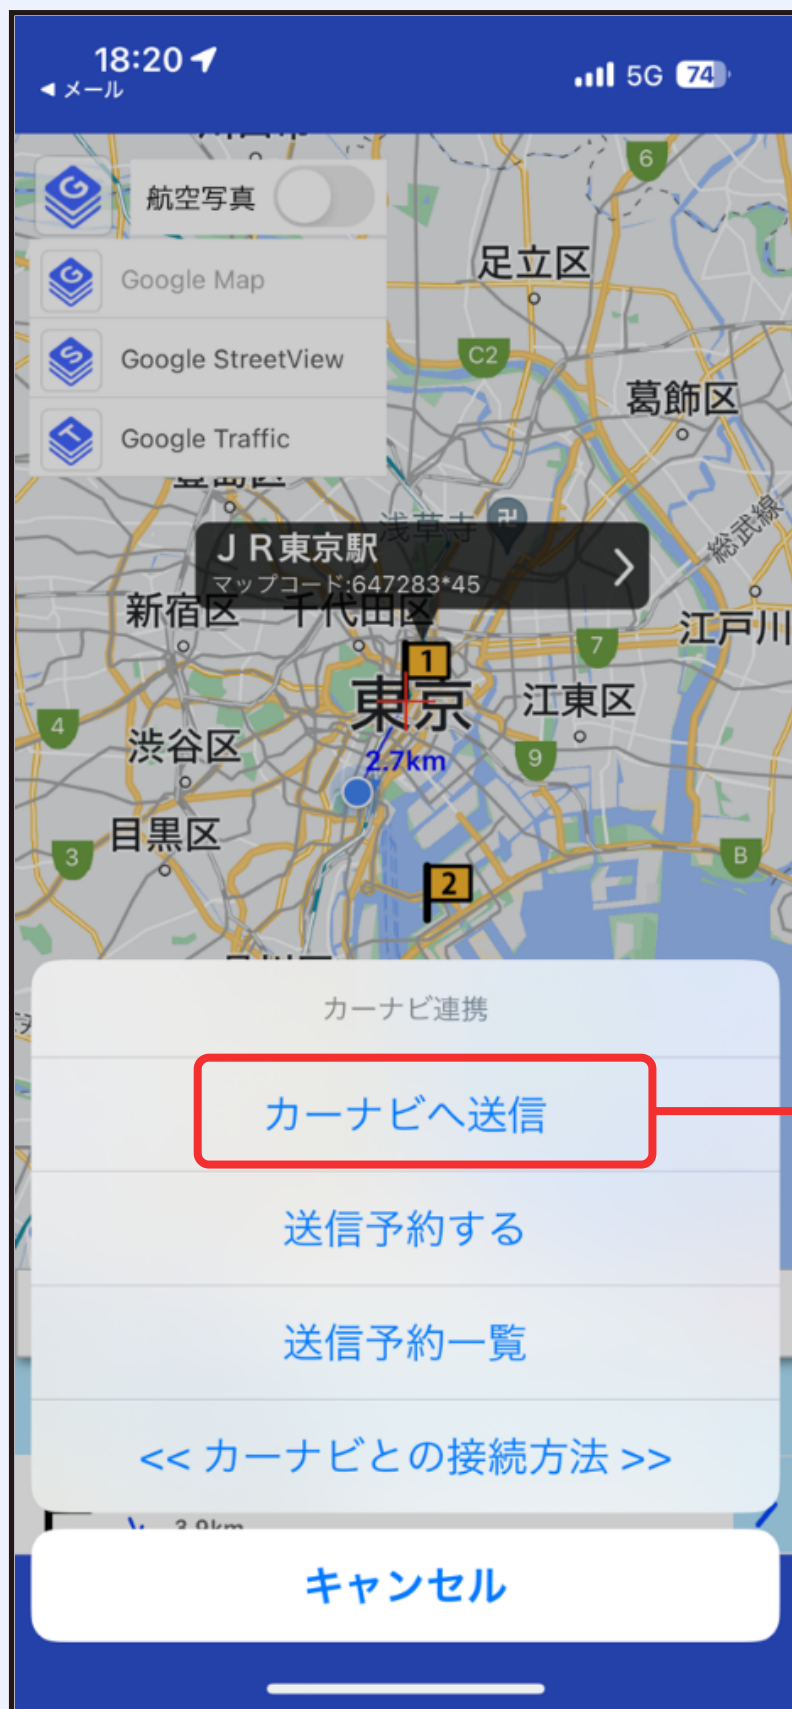 18:20
◀ メール
5G 74
航空写真
Google Map
Google StreetView
Google Traffic
6
足立区
C2
葛飾区
総武線
浅草寺
卍
JR東京駅
マップコード:647283*45
新宿区
千代田区
江戸川
7
1
東京
江東区
4
渋谷区
2.7km
9
目黒区
3
B
2
カーナビ連携
カーナビへ送信
送信予約する
送信予約一覧
<< カーナビとの接続方法 >>
3.9km
キャンセル